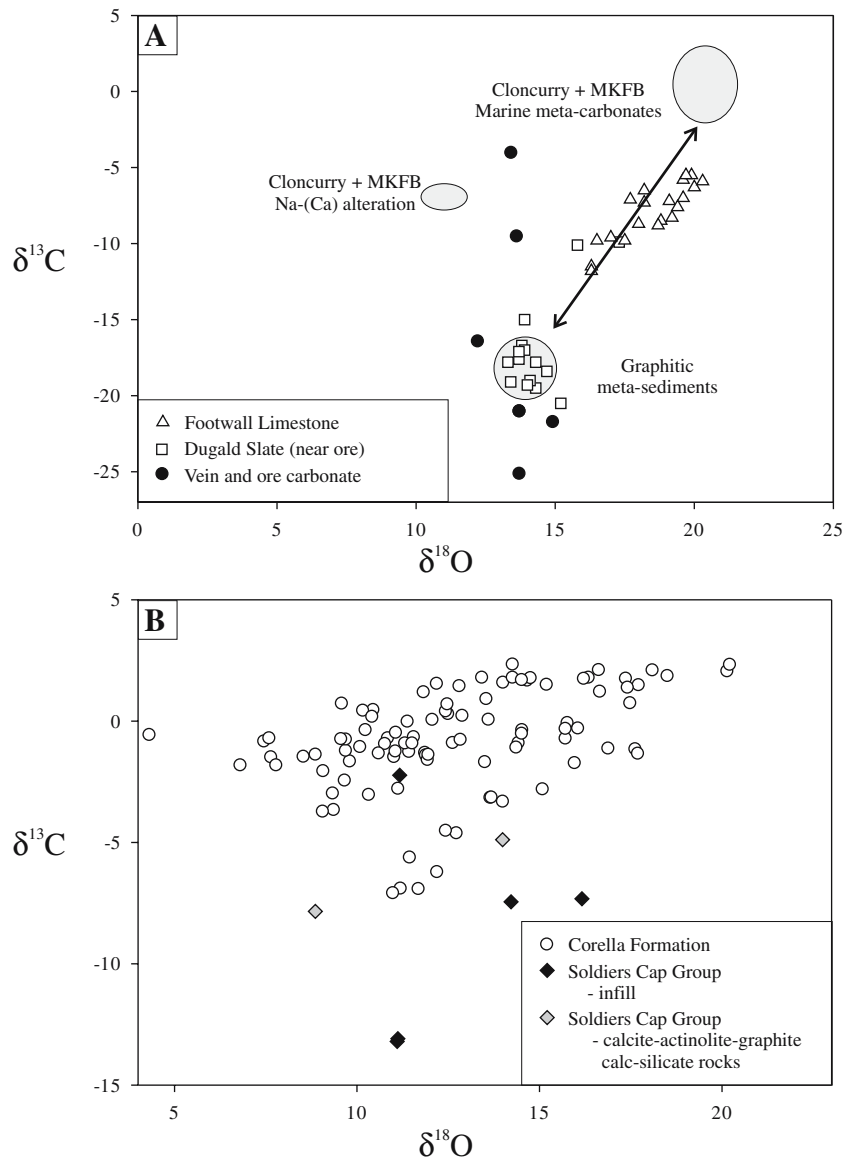 A
5
0
-5
-10
-15
-20
-25
δ13C
Cloncurry + MKFB
Marine meta-carbonates
Cloncurry + MKFB
Na-(Ca) alteration
Graphitic
meta-sediments
Footwall Limestone
Dugald Slate (near ore)
Vein and ore carbonate
0 5 10 15 20 25
δ18O
B
5
0
-5
-10
-15
δ13C
Corella Formation
Soldiers Cap Group
- infill
Soldiers Cap Group
- calcite-actinolite-graphite
calc-silicate rocks
5 10 15 20
δ18O